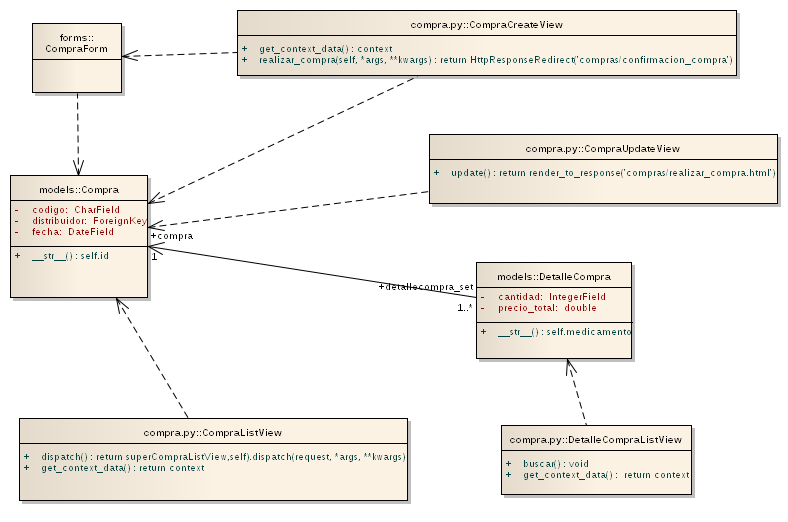 forms::
CompraForm
compra.py::CompraCreateView
+ get_context_data() : context
+ realizar_compra(self, *args, **kwargs) : return HttpResponseRedirect('compras/confirmacion_compra')
compra.py::CompraUpdateView
+ update() : return render_to_response('compras/realizar_compra.html')
models::Compra
- codigo: CharField
- distribuidor: ForeignKey
- fecha: DateField
+ __str__() : self.id
+compra
1
+detallecompra_set
1..*
models::DetalleCompra
- cantidad: IntegerField
- precio_total: double
+ __str__() : self.medicamento
compra.py::CompraListView
+ dispatch() : return superCompraListView,self).dispatch(request, *args, **kwargs)
+ get_context_data() : return context
compra.py::DetalleCompraListView
+ buscar() : void
+ get_context_data() : return context